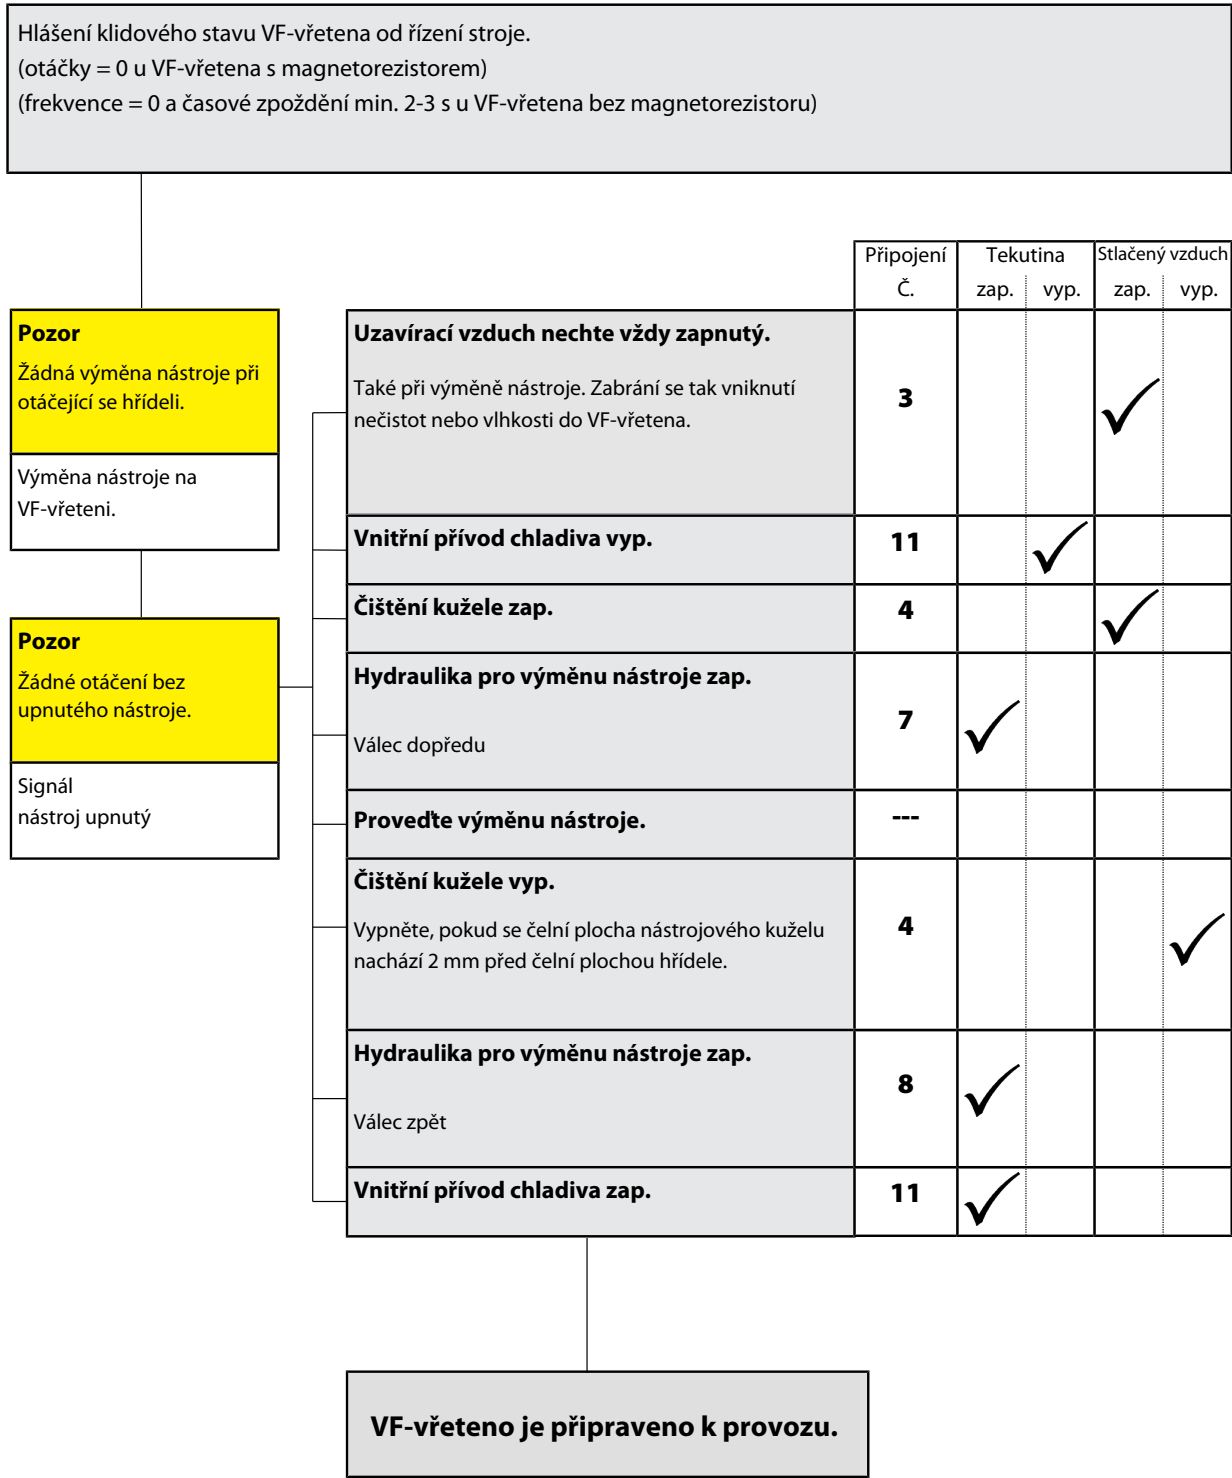 Hlášení klidového stavu VF-vřetena od řízení stroje.
(otáčky = 0 u VF-vřetena s magnetorezistorem)
(frekvence = 0 a časové zpoždění min. 2-3 s u VF-vřetena bez magnetorezistoru)
Připojení
Č.
Tekutina
zap.
vyp.
Stlačený vzduch
zap.
vyp.
Pozor
Žádná výměna nástroje při
otáčející se hřídeli.
Výměna nástroje na
VF-vřeteni.
Pozor
Žádné otáčení bez
upnutého nástroje.
Signál
nástroj upnutý
Uzavírací vzduch nechte vždy zapnutý.
Také při výměně nástroje. Zabrání se tak vniknutí
nečistot nebo vlhkosti do VF-vřetena.
3
Vnitřní přívod chladiva vyp.
11
Čištění kužele zap.
4
Hydraulika pro výměnu nástroje zap.
Válec dopředu
7
Proveďte výměnu nástroje.
---
Čištění kužele vyp.
Vypněte, pokud se čelní plocha nástrojového kuželu
nachází 2 mm před čelní plochou hřídele.
4
Hydraulika pro výměnu nástroje zap.
Válec zpět
8
Vnitřní přívod chladiva zap.
11
VF-vřeteno je připraveno k provozu.